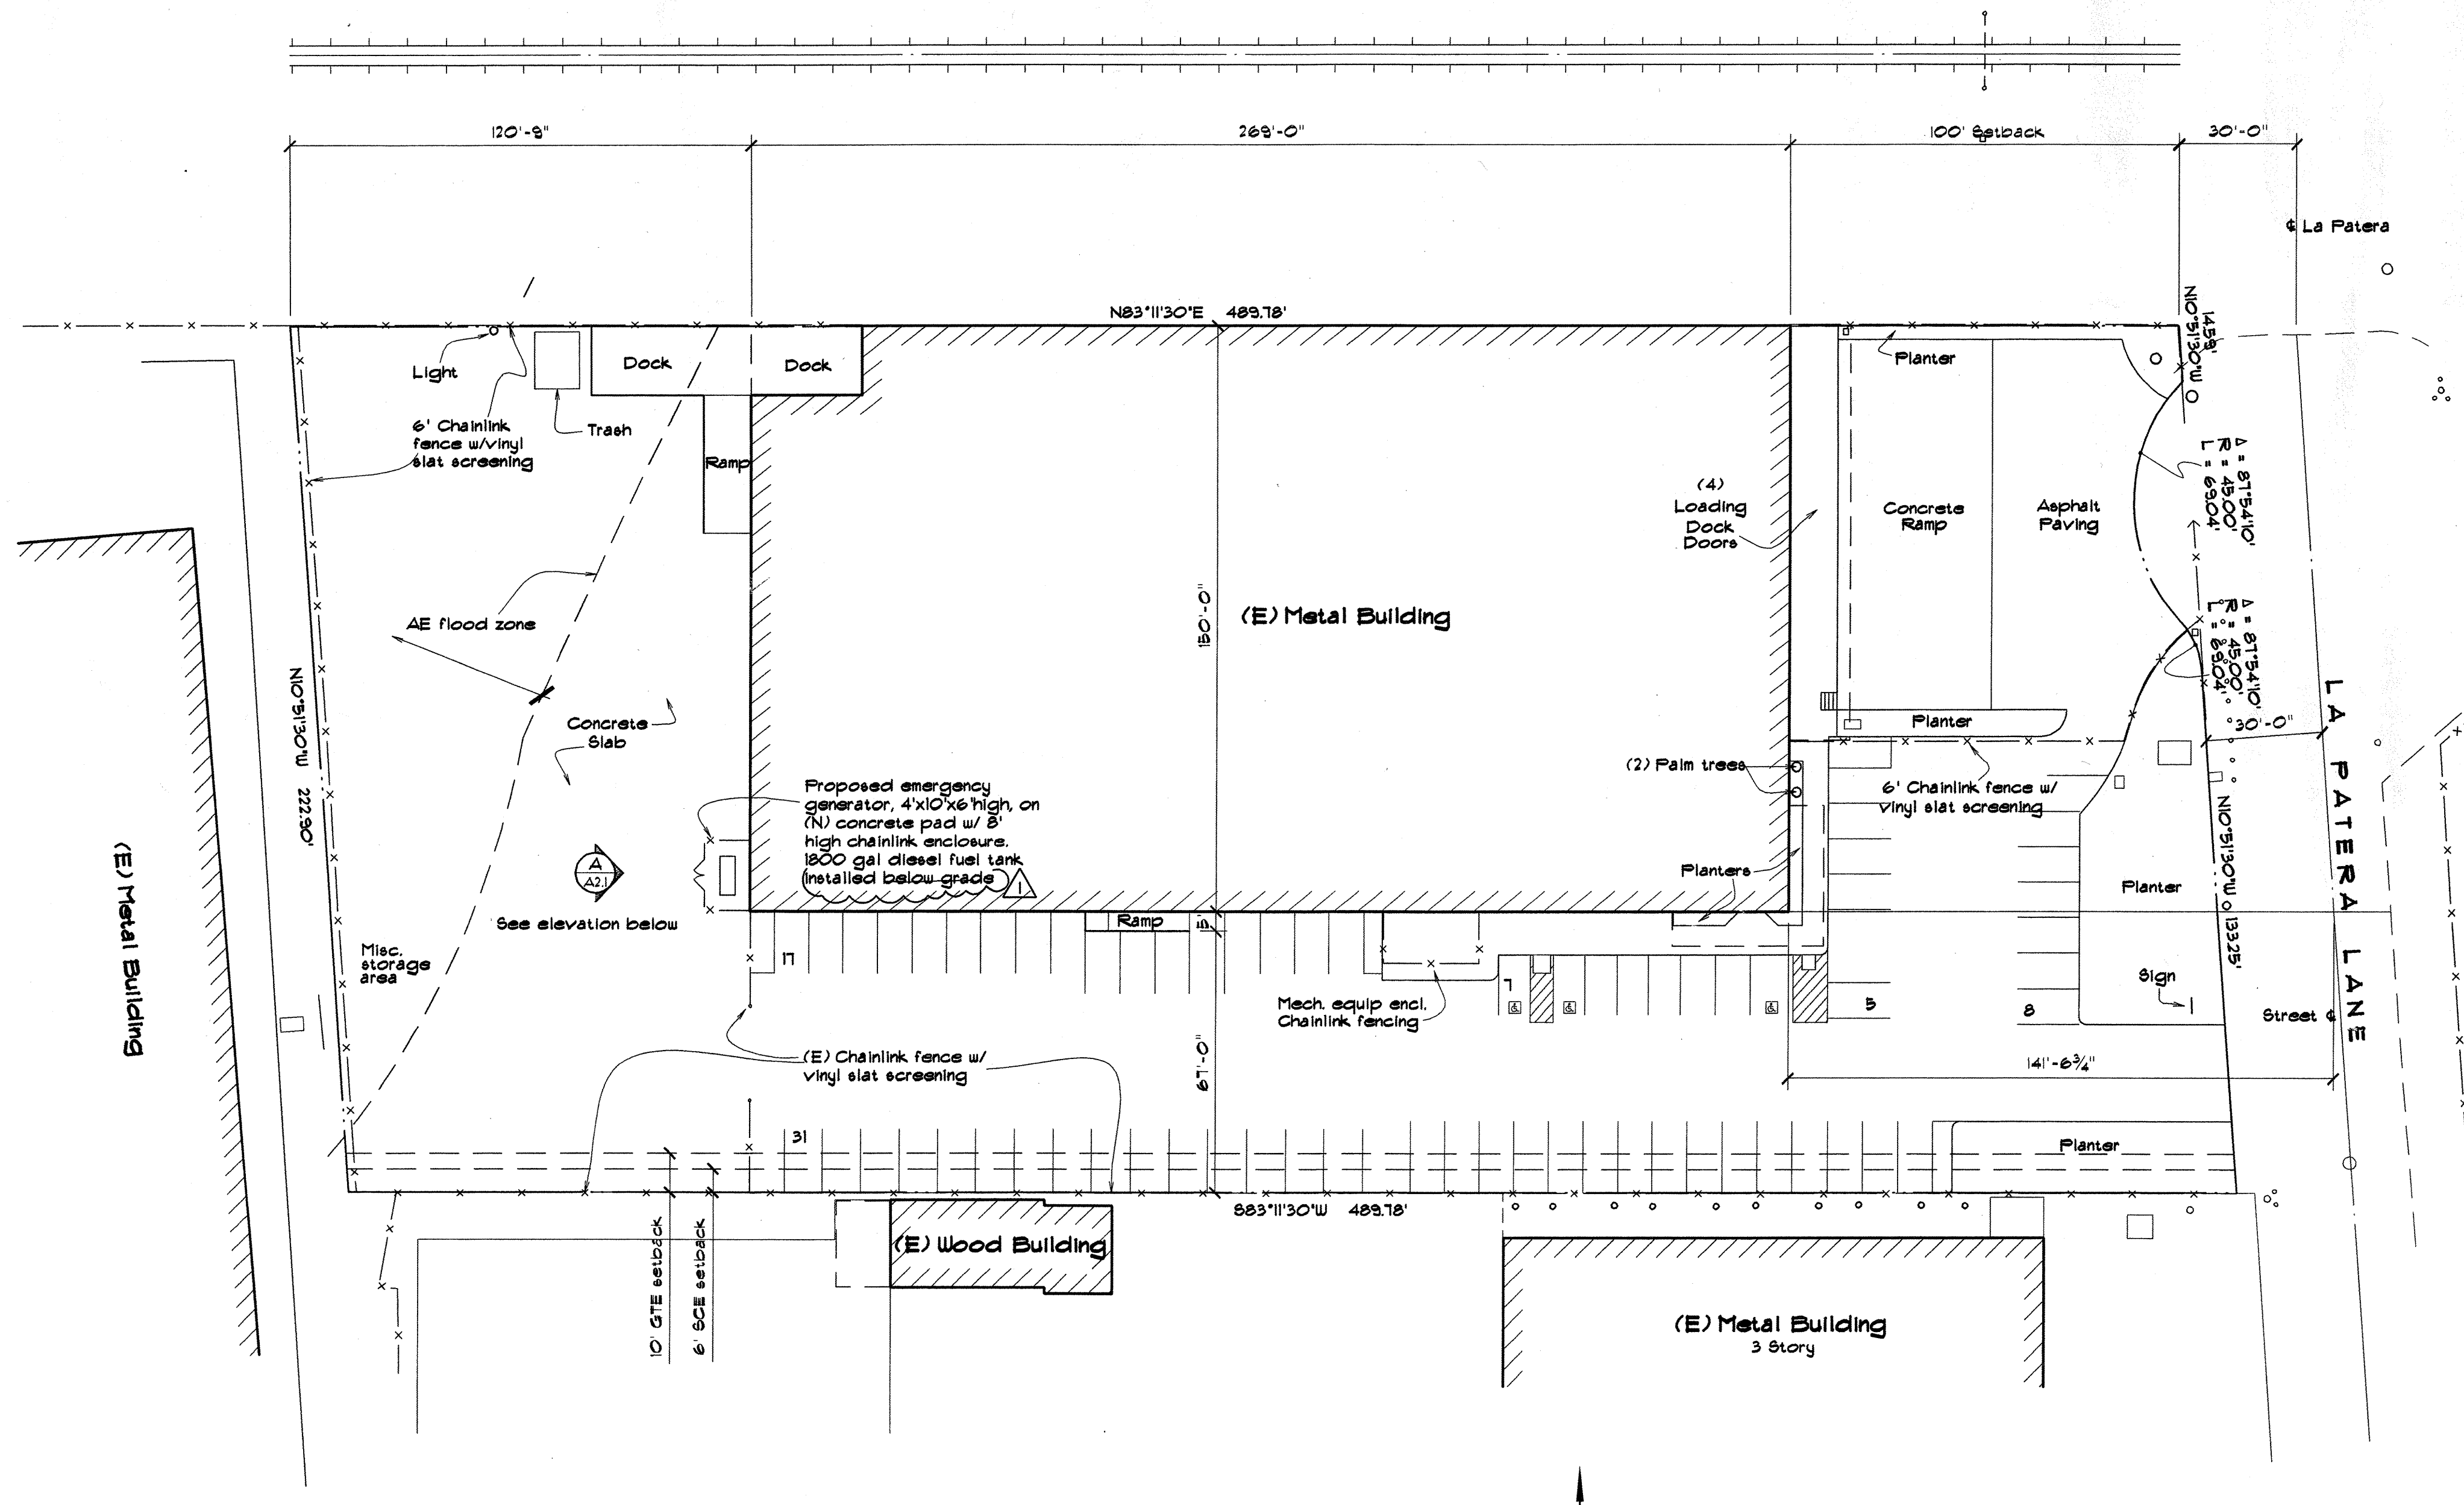 120'-9"
269'-0"
100' Setback
30'-0"
℄ La Patera
N83°11'30"E 489.78'
N10°51'30"W
14.59'
Light
Dock
Dock
Planter
6' Chainlink
fence w/vinyl
slat screening
Trash
Ramp
Δ = 87°54'10"
R = 45.00'
L = 69.04'
(4)
Loading
Dock
Doors
Concrete
Ramp
Asphalt
Paving
AE flood zone
150'-0"
(E) Metal Building
Δ = 87°54'10"
R = 45.00'
L = 69.04'
N10°51'30"W 222.90'
Concrete
Slab
Planter
30'-0"
LA PATERA LANE
(2) Palm trees
6' Chainlink fence w/
vinyl slat screening
Proposed emergency
generator, 4'x10'x6' high, on
(N) concrete pad w/ 8'
high chainlink enclosure.
1800 gal diesel fuel tank
installed below grade
1
A
A2.1
See elevation below
(E) Metal Building
Planters
Planter
N10°51'30"W 133.25'
Misc.
storage
area
17
Ramp
5'
Mech. equip encl.
Chainlink fencing
7
5
8
Sign
Street ℄
(E) Chainlink fence w/
vinyl slat screening
67'-0"
141'-6¾"
31
Planter
S83°11'30"W 489.78'
10' GTE setback
6' SCE setback
(E) Wood Building
(E) Metal Building
3 Story